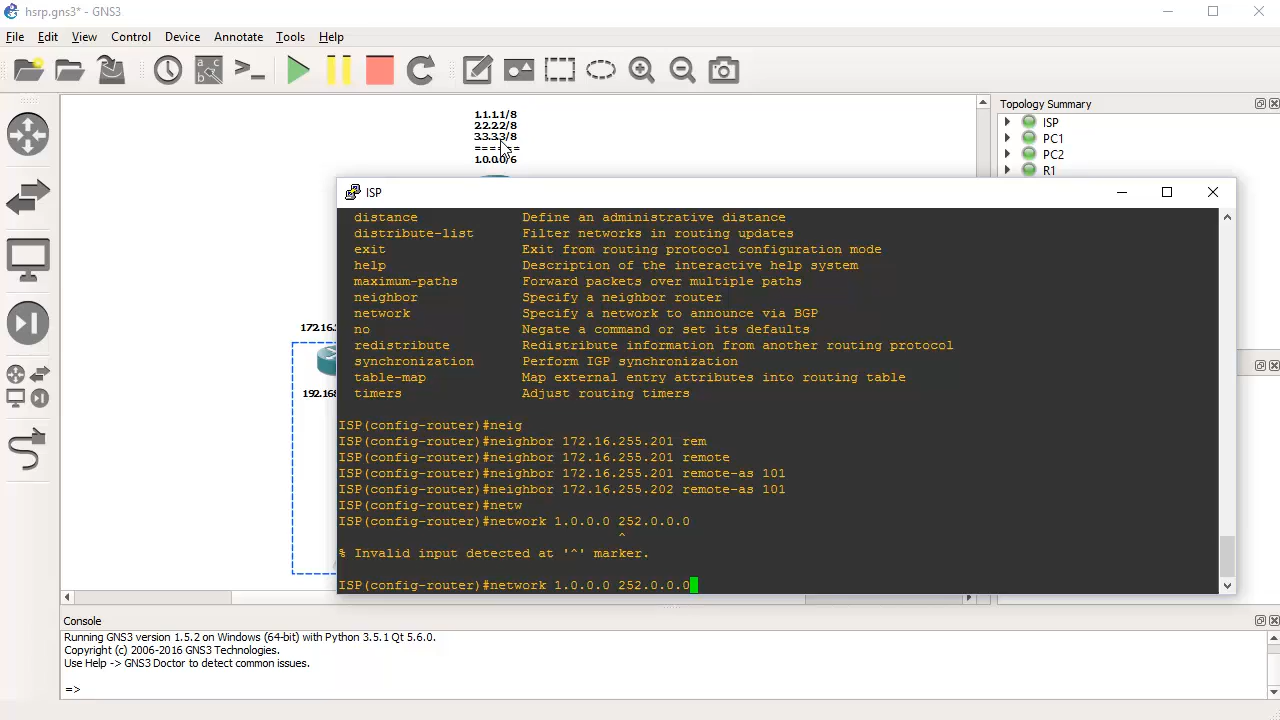 hsrp.gns3* - GNS3
File Edit View Control Device Annotate Tools Help
1.1.1.1/8
2.2.2.2/8
3.3.3.3/8
======
1.0.0.0/6
Topology Summary
ISP
PC1
PC2
R1
ISP
distance Define an administrative distance
distribute-list Filter networks in routing updates
exit Exit from routing protocol configuration mode
help Description of the interactive help system
maximum-paths Forward packets over multiple paths
neighbor Specify a neighbor router
network Specify a network to announce via BGP
no Negate a command or set its defaults
redistribute Redistribute information from another routing protocol
synchronization Perform IGP synchronization
table-map Map external entry attributes into routing table
timers Adjust routing timers
ISP(config-router)#neig
ISP(config-router)#neighbor 172.16.255.201 rem
ISP(config-router)#neighbor 172.16.255.201 remote
ISP(config-router)#neighbor 172.16.255.201 remote-as 101
ISP(config-router)#neighbor 172.16.255.202 remote-as 101
ISP(config-router)#netw
ISP(config-router)#network 1.0.0.0 252.0.0.0
^
% Invalid input detected at '^' marker.
ISP(config-router)#network 1.0.0.0 252.0.0.0
172.16.
192.168
Console
Running GNS3 version 1.5.2 on Windows (64-bit) with Python 3.5.1 Qt 5.6.0.
Copyright (c) 2006-2016 GNS3 Technologies.
Use Help -> GNS3 Doctor to detect common issues.
=>